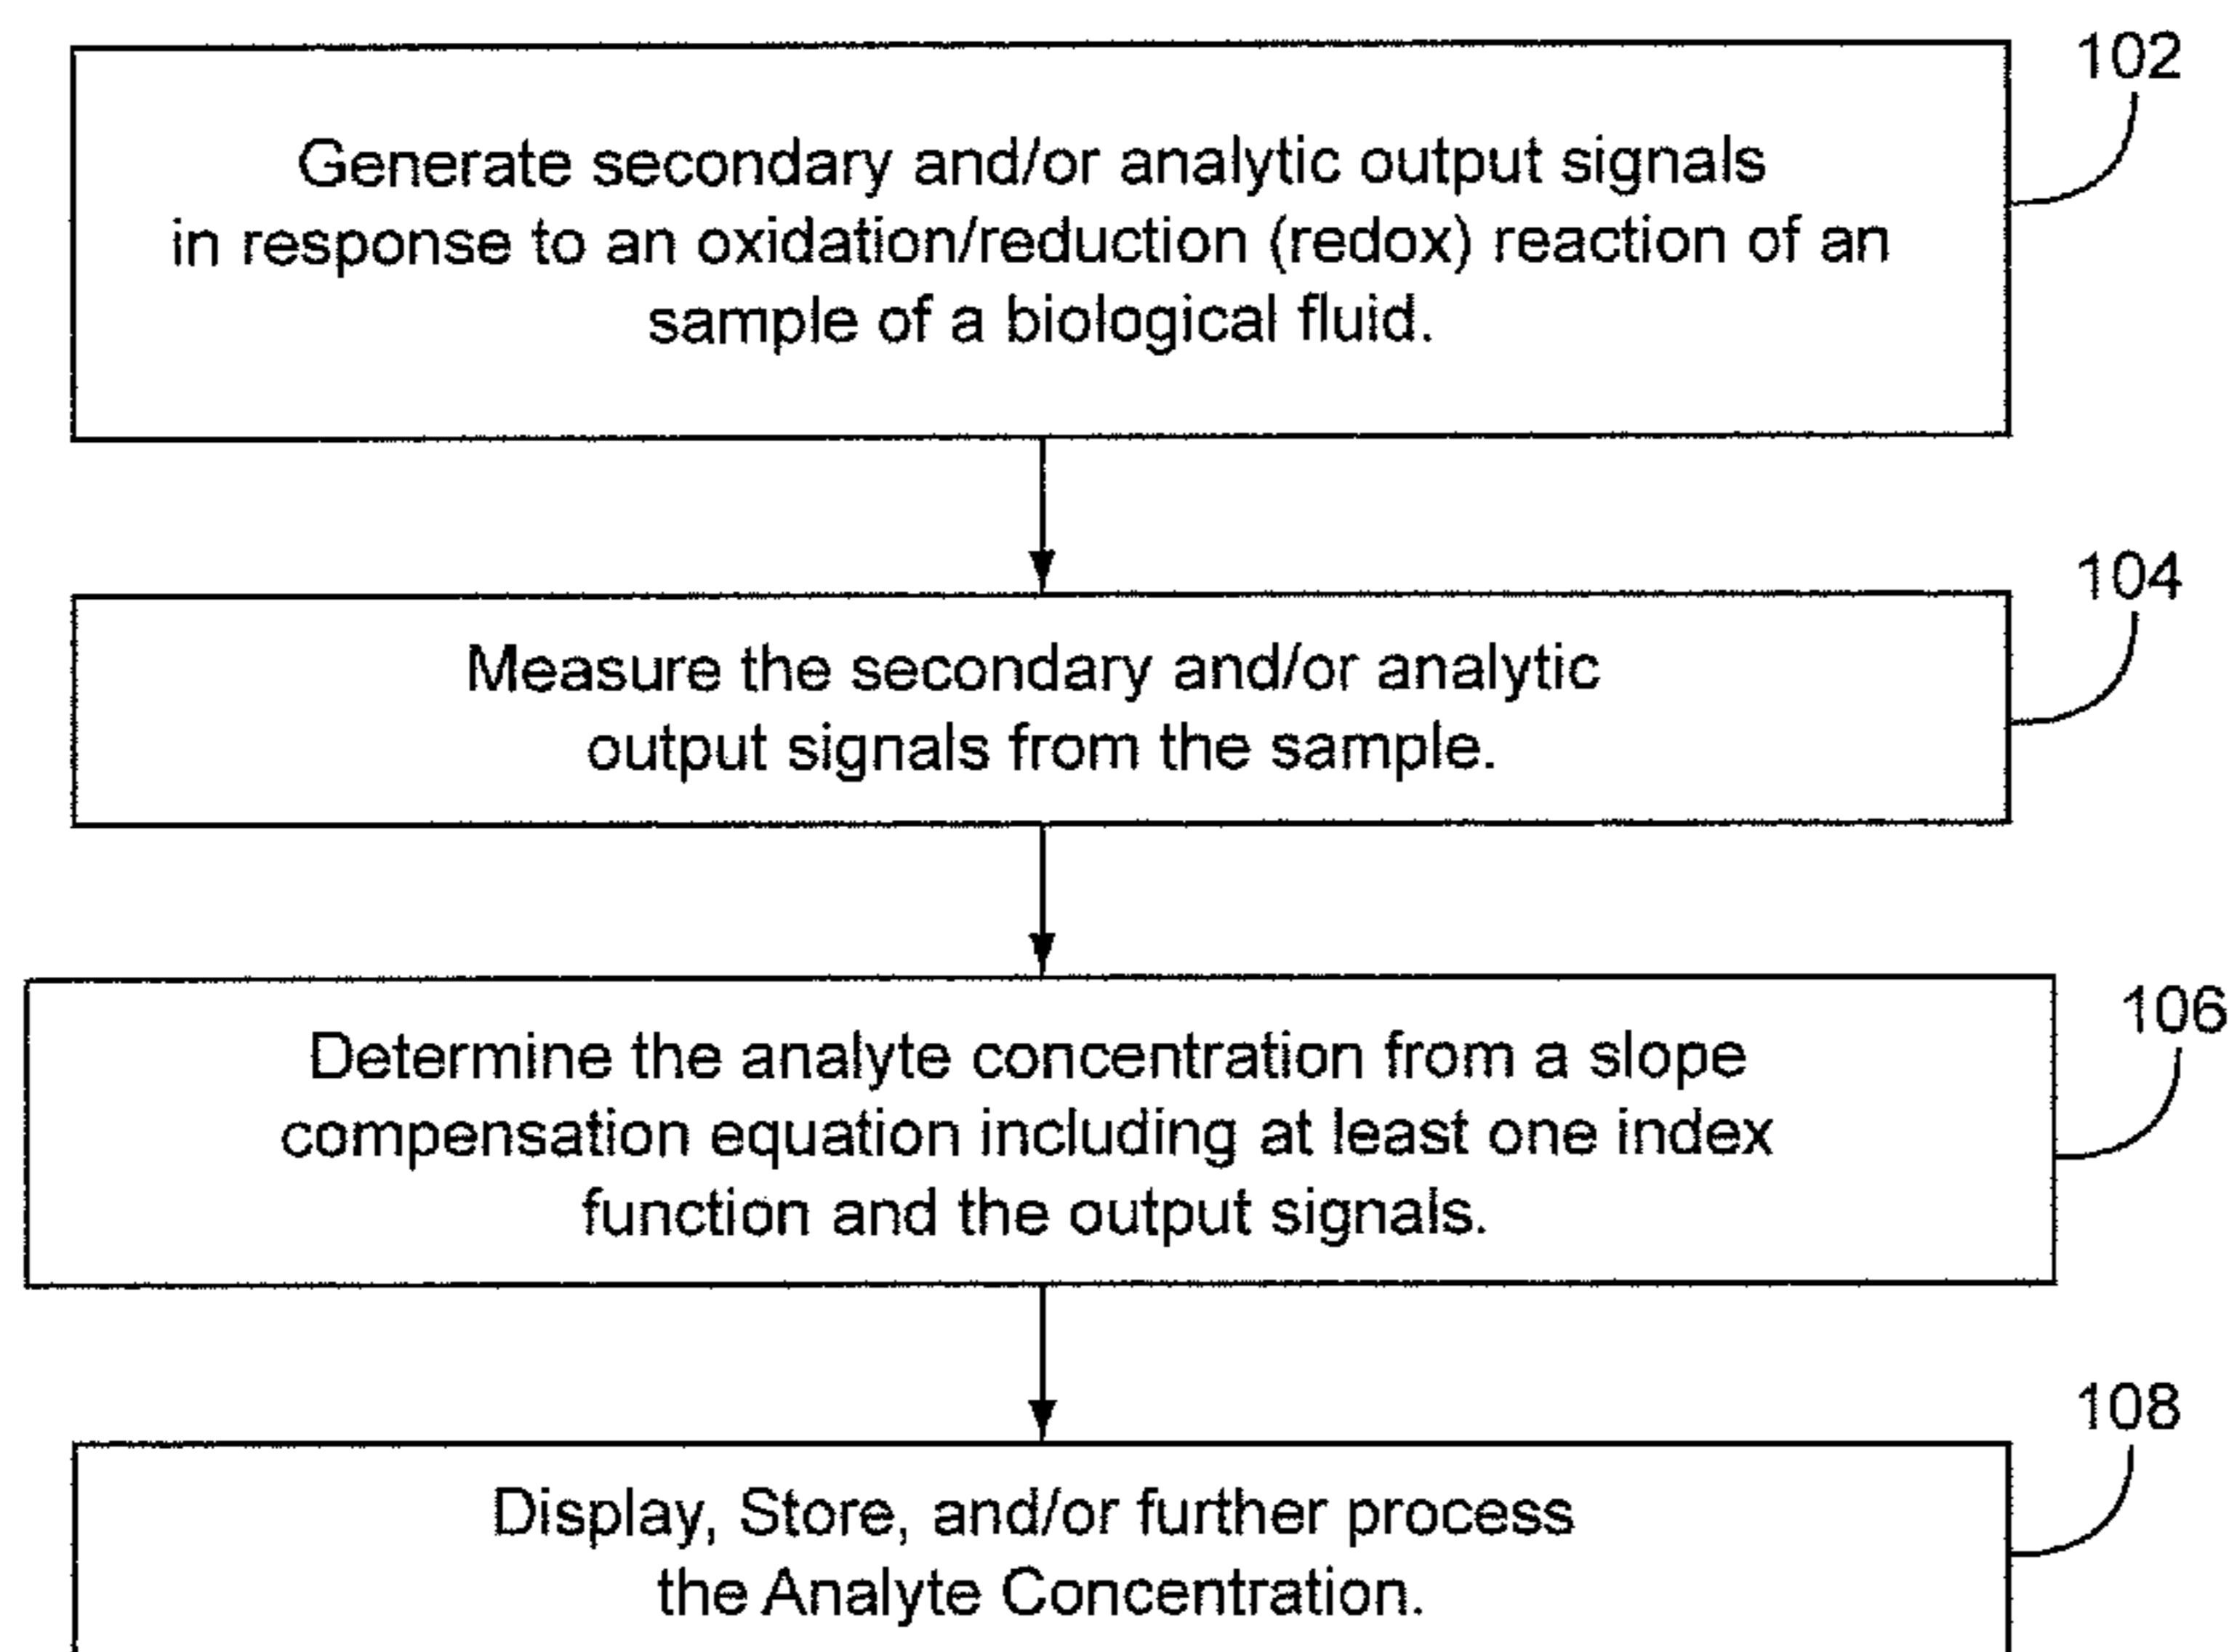 102
Generate secondary and/or analytic output signals
in response to an oxidation/reduction (redox) reaction of an
sample of a biological fluid.
104
Measure the secondary and/or analytic
output signals from the sample.
106
Determine the analyte concentration from a slope
compensation equation including at least one index
function and the output signals.
108
Display, Store, and/or further process
the Analyte Concentration.